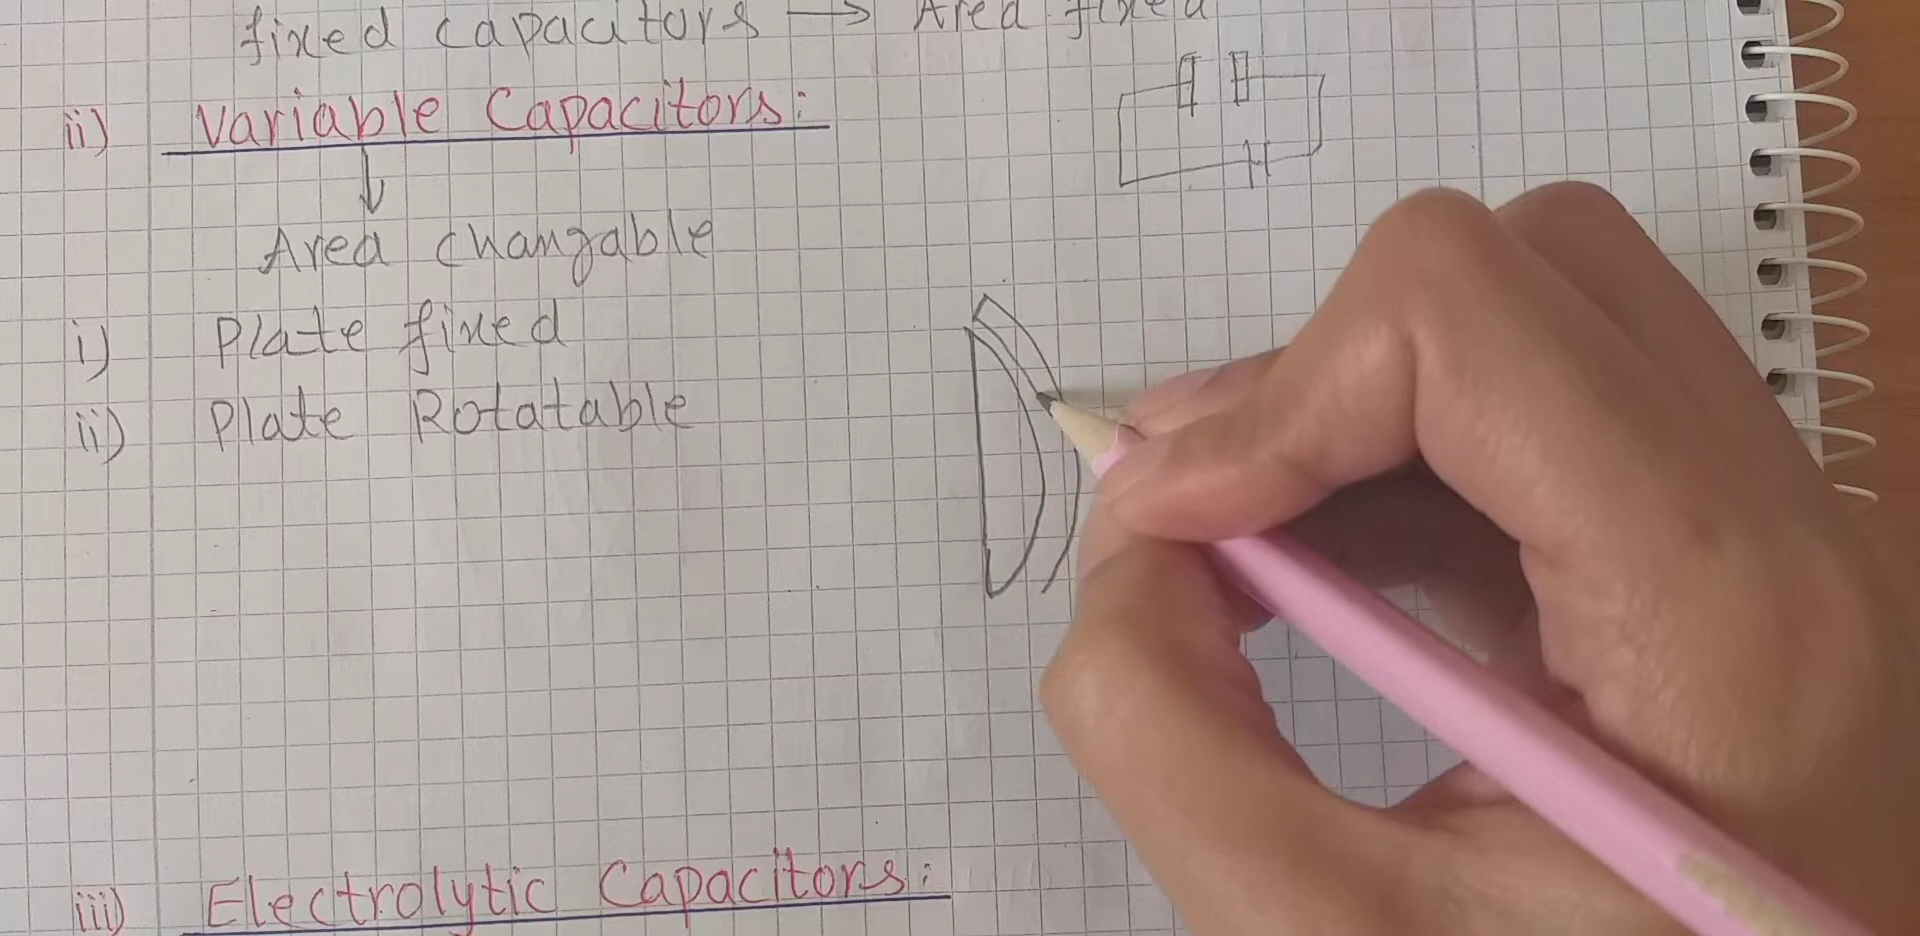 fixed capacitors → Area fixed
ii) Variable Capacitors:
↓
Area changable
i) Plate fixed
ii) Plate Rotatable
iii) Electrolytic Capacitors: